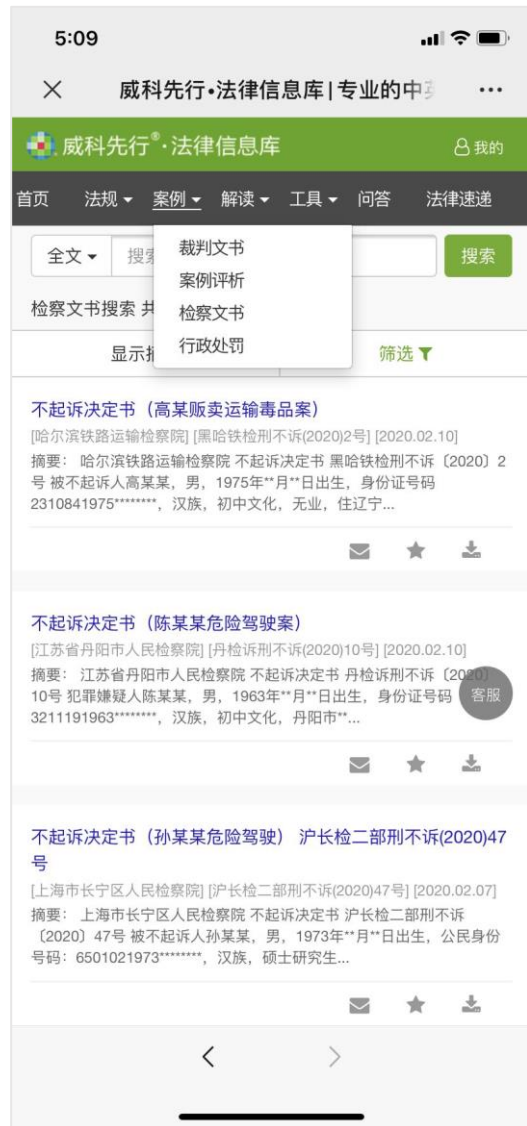 5:09
威科先行•法律信息库|专业的中
威科先行®·法律信息库 我的
首页 法规 案例 解读 工具 问答 法律速递
全文 搜索
裁判文书
案例评析
检察文书
行政处罚
检察文书搜索 共
显示 筛选
不起诉决定书（高某贩卖运输毒品案）
[哈尔滨铁路运输检察院] [黑哈铁检刑不诉(2020)2号] [2020.02.10]
摘要： 哈尔滨铁路运输检察院 不起诉决定书 黑哈铁检刑不诉〔2020〕2
号 被不起诉人高某某，男，1975年**月**日出生，身份证号码
2310841975********，汉族，初中文化，无业，住辽宁...
不起诉决定书（陈某某危险驾驶案）
[江苏省丹阳市人民检察院] [丹检诉刑不诉(2020)10号] [2020.02.10]
摘要： 江苏省丹阳市人民检察院 不起诉决定书 丹检诉刑不诉〔2020〕
10号 犯罪嫌疑人陈某某，男，1963年**月**日出生，身份证号码
3211191963********，汉族，初中文化，丹阳市**...
客服
不起诉决定书（孙某某危险驾驶） 沪长检二部刑不诉(2020)47
号
[上海市长宁区人民检察院] [沪长检二部刑不诉(2020)47号] [2020.02.07]
摘要： 上海市长宁区人民检察院 不起诉决定书 沪长检二部刑不诉
〔2020〕47号 被不起诉人孙某某，男，1973年**月**日出生，公民身份
号码：6501021973********，汉族，硕士研究生...